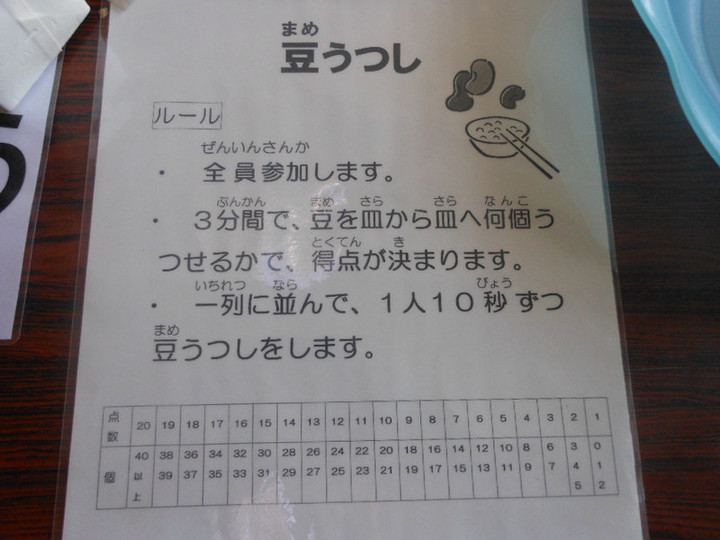 まめ
豆うつし
ルール
ぜんいんさんか
・ 全員参加します。
ぷんかん まめ さら さら なんこ
・ 3分間で、豆を皿から皿へ何個う
とくてん き
つせるかで、得点が決まります。
いちれつ なら びょう
・ 一列に並んで、1人10秒ずつ
まめ
豆うつしをします。
点数 20 19 18 17 16 15 14 13 12 11 10 9 8 7 6 5 4 3 2 1
個 40以上 38 36 34 32 30 28 26 24 22 20 18 16 14 12 10 8 6 3 0
39 37 35 33 31 29 27 25 23 21 19 17 15 13 11 9 7 4 1
5 2